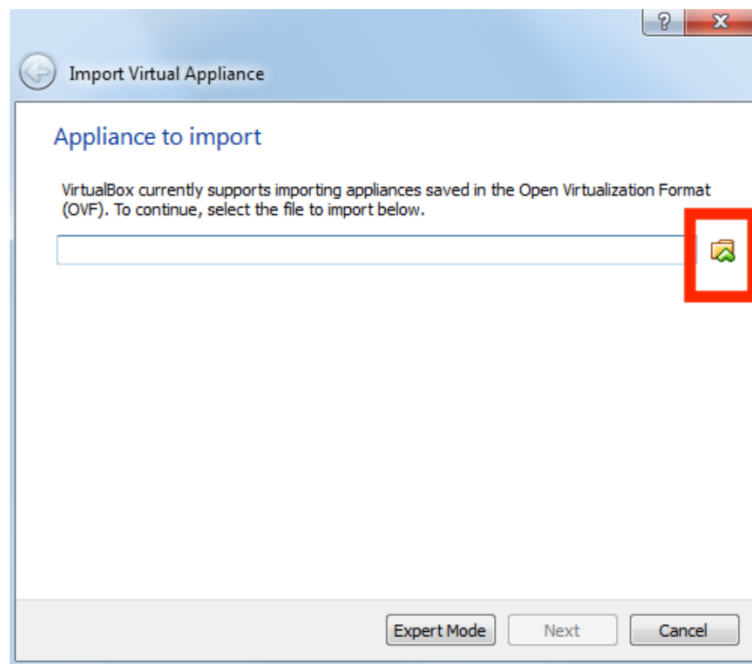 ?
X
Import Virtual Appliance
Appliance to import
VirtualBox currently supports importing appliances saved in the Open Virtualization Format
(OVF). To continue, select the file to import below.
Expert Mode Next Cancel